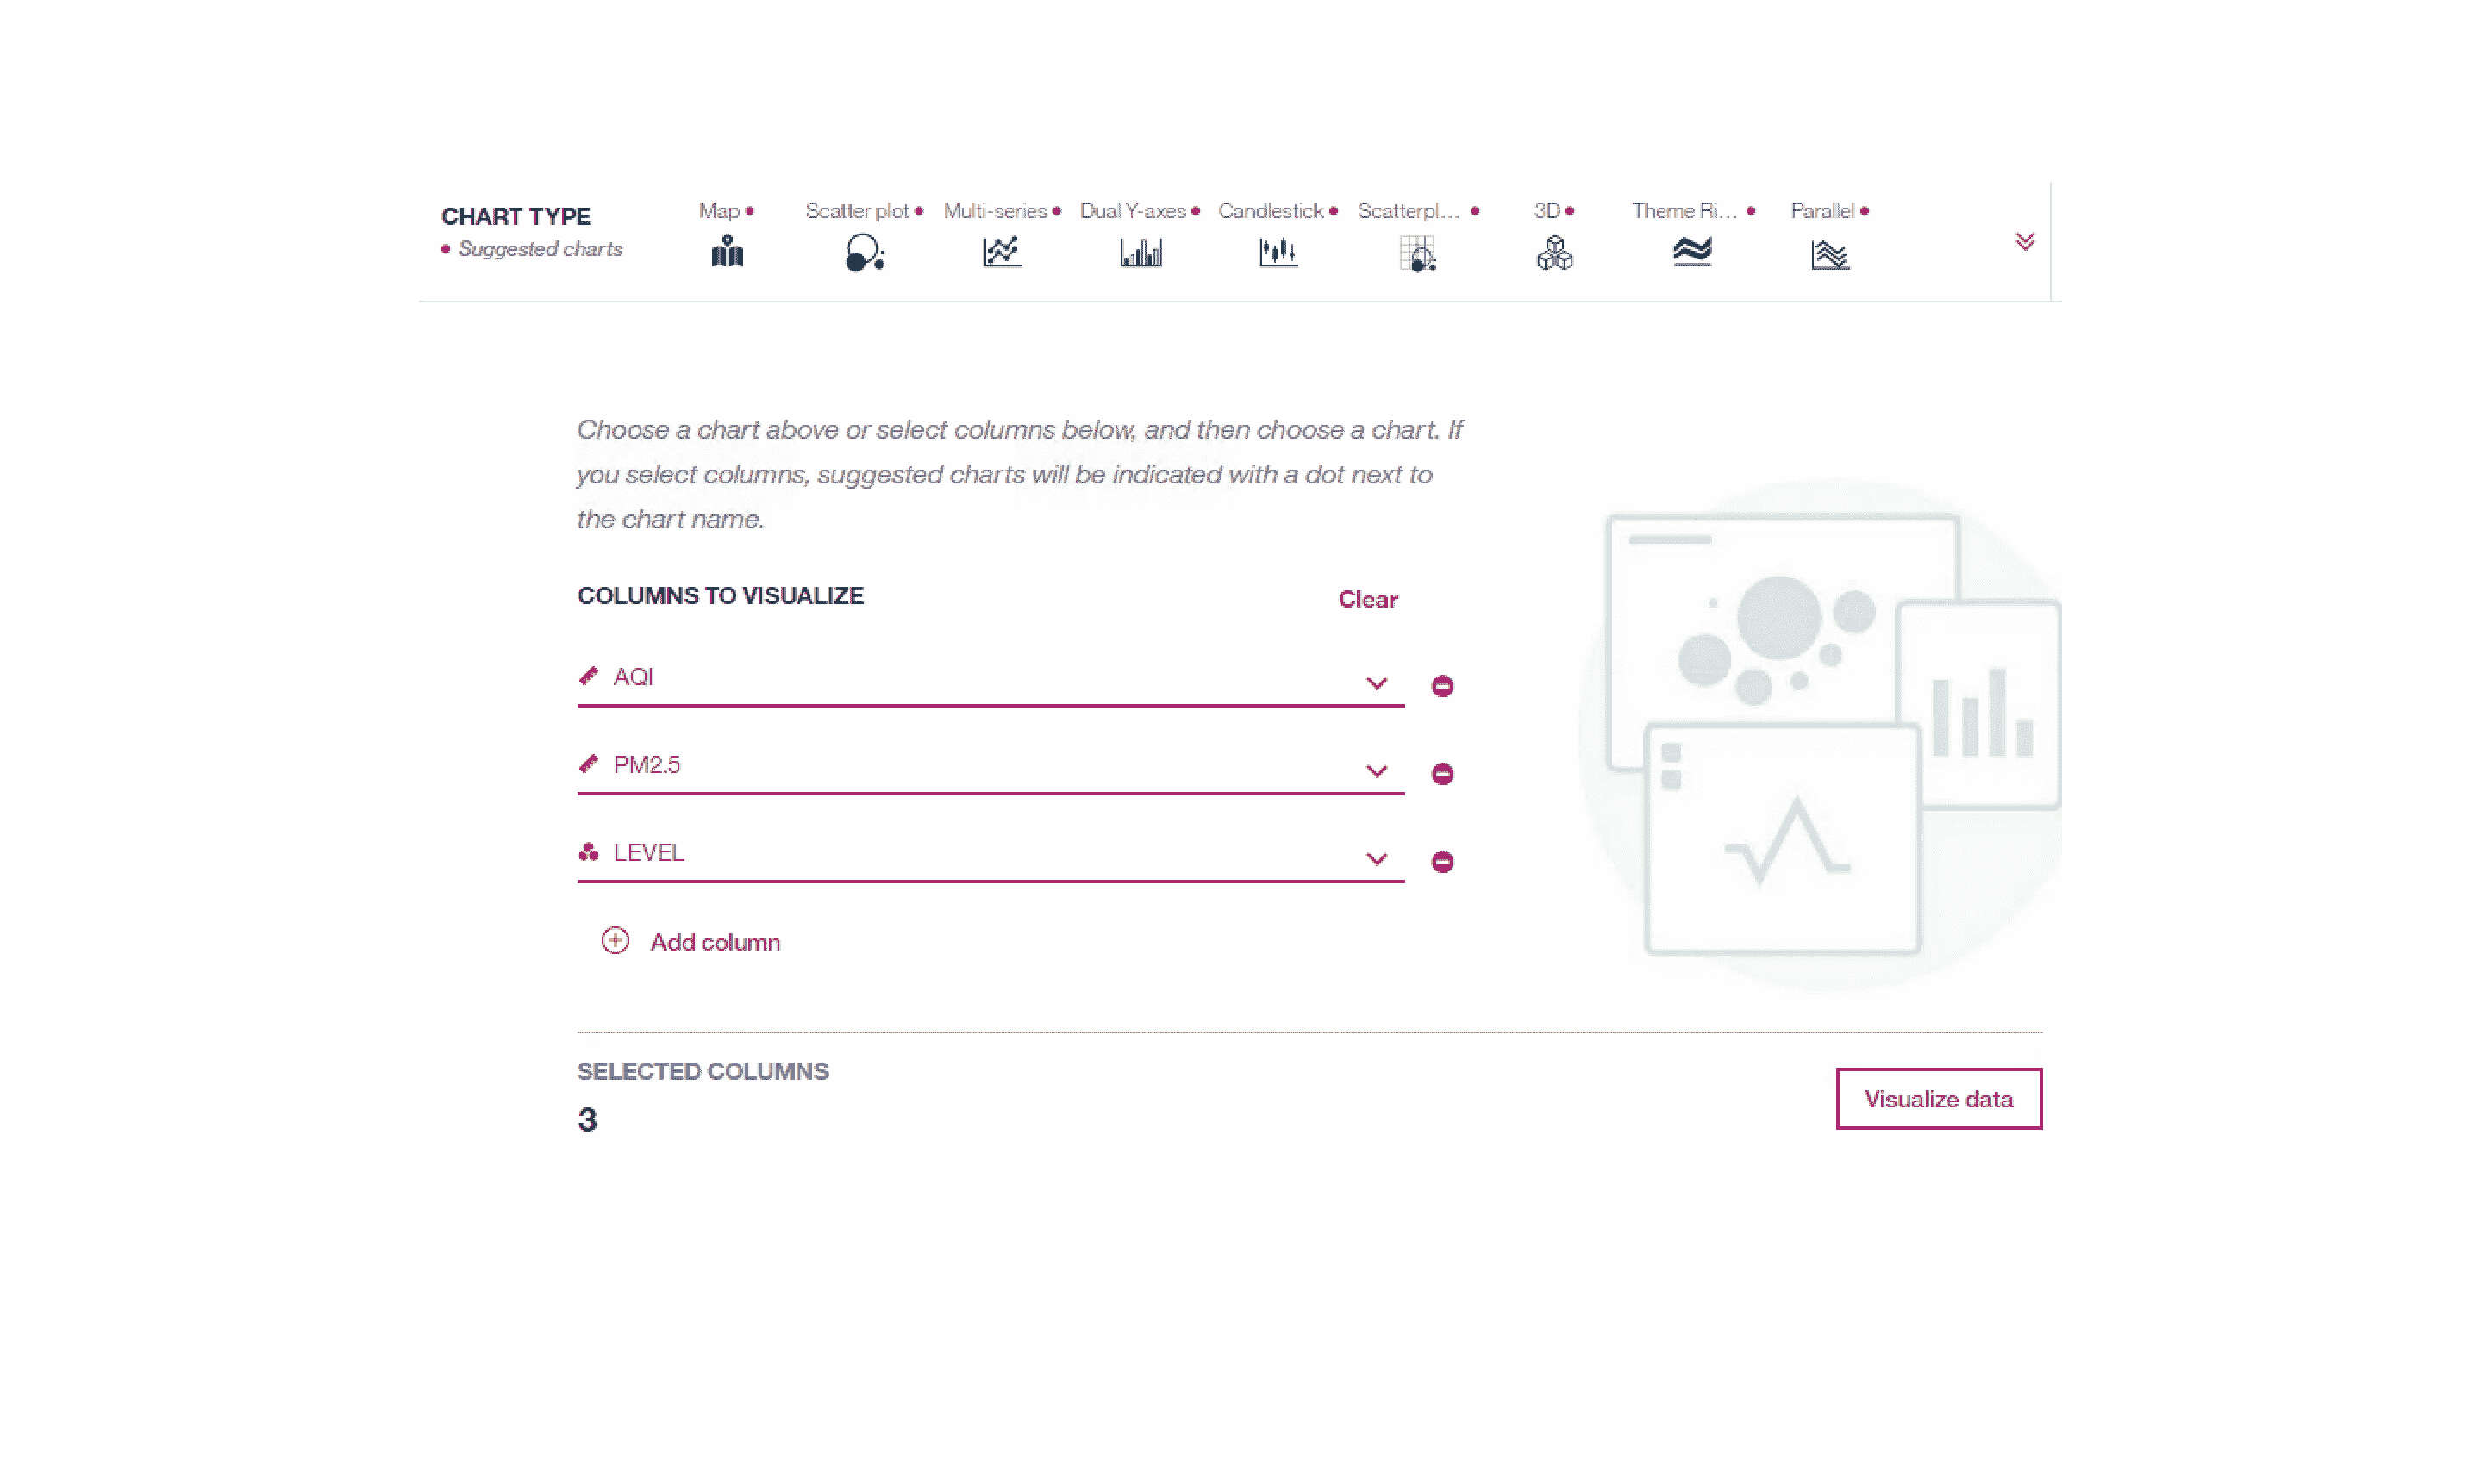 CHART TYPE
• Suggested charts
Map •
Scatter plot •
Multi-series •
Dual Y-axes •
Candlestick •
Scatterpl... •
3D •
Theme Ri... •
Parallel •
Choose a chart above or select columns below, and then choose a chart. If
you select columns, suggested charts will be indicated with a dot next to
the chart name.
COLUMNS TO VISUALIZE
Clear
AQI
PM2.5
LEVEL
Add column
SELECTED COLUMNS
3
Visualize data